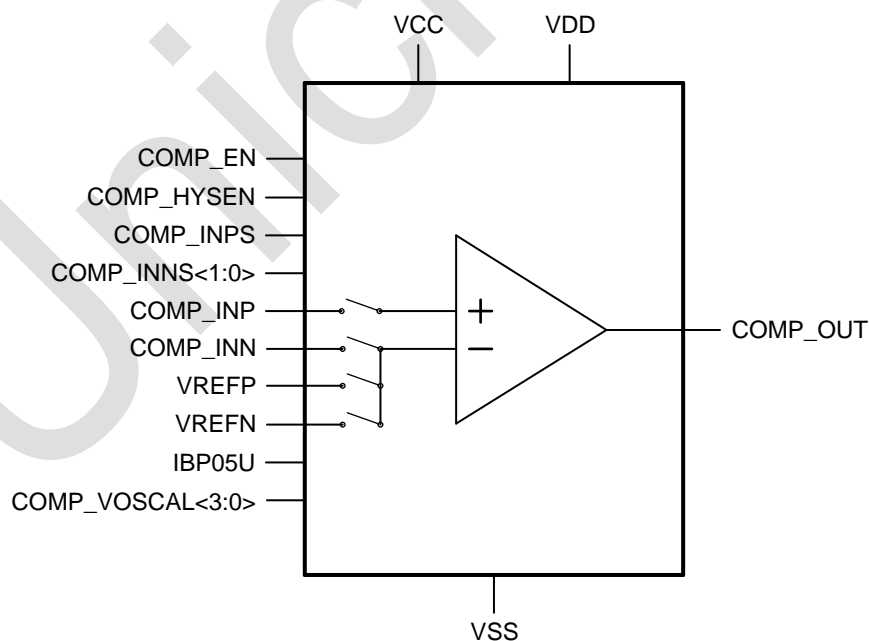 VCC
VDD
COMP_EN
COMP_HYSEN
COMP_INPS
COMP_INNS<1:0>
COMP_INP
+
COMP_INN
−
COMP_OUT
VREFP
VREFN
IBP05U
COMP_VOSCAL<3:0>
VSS